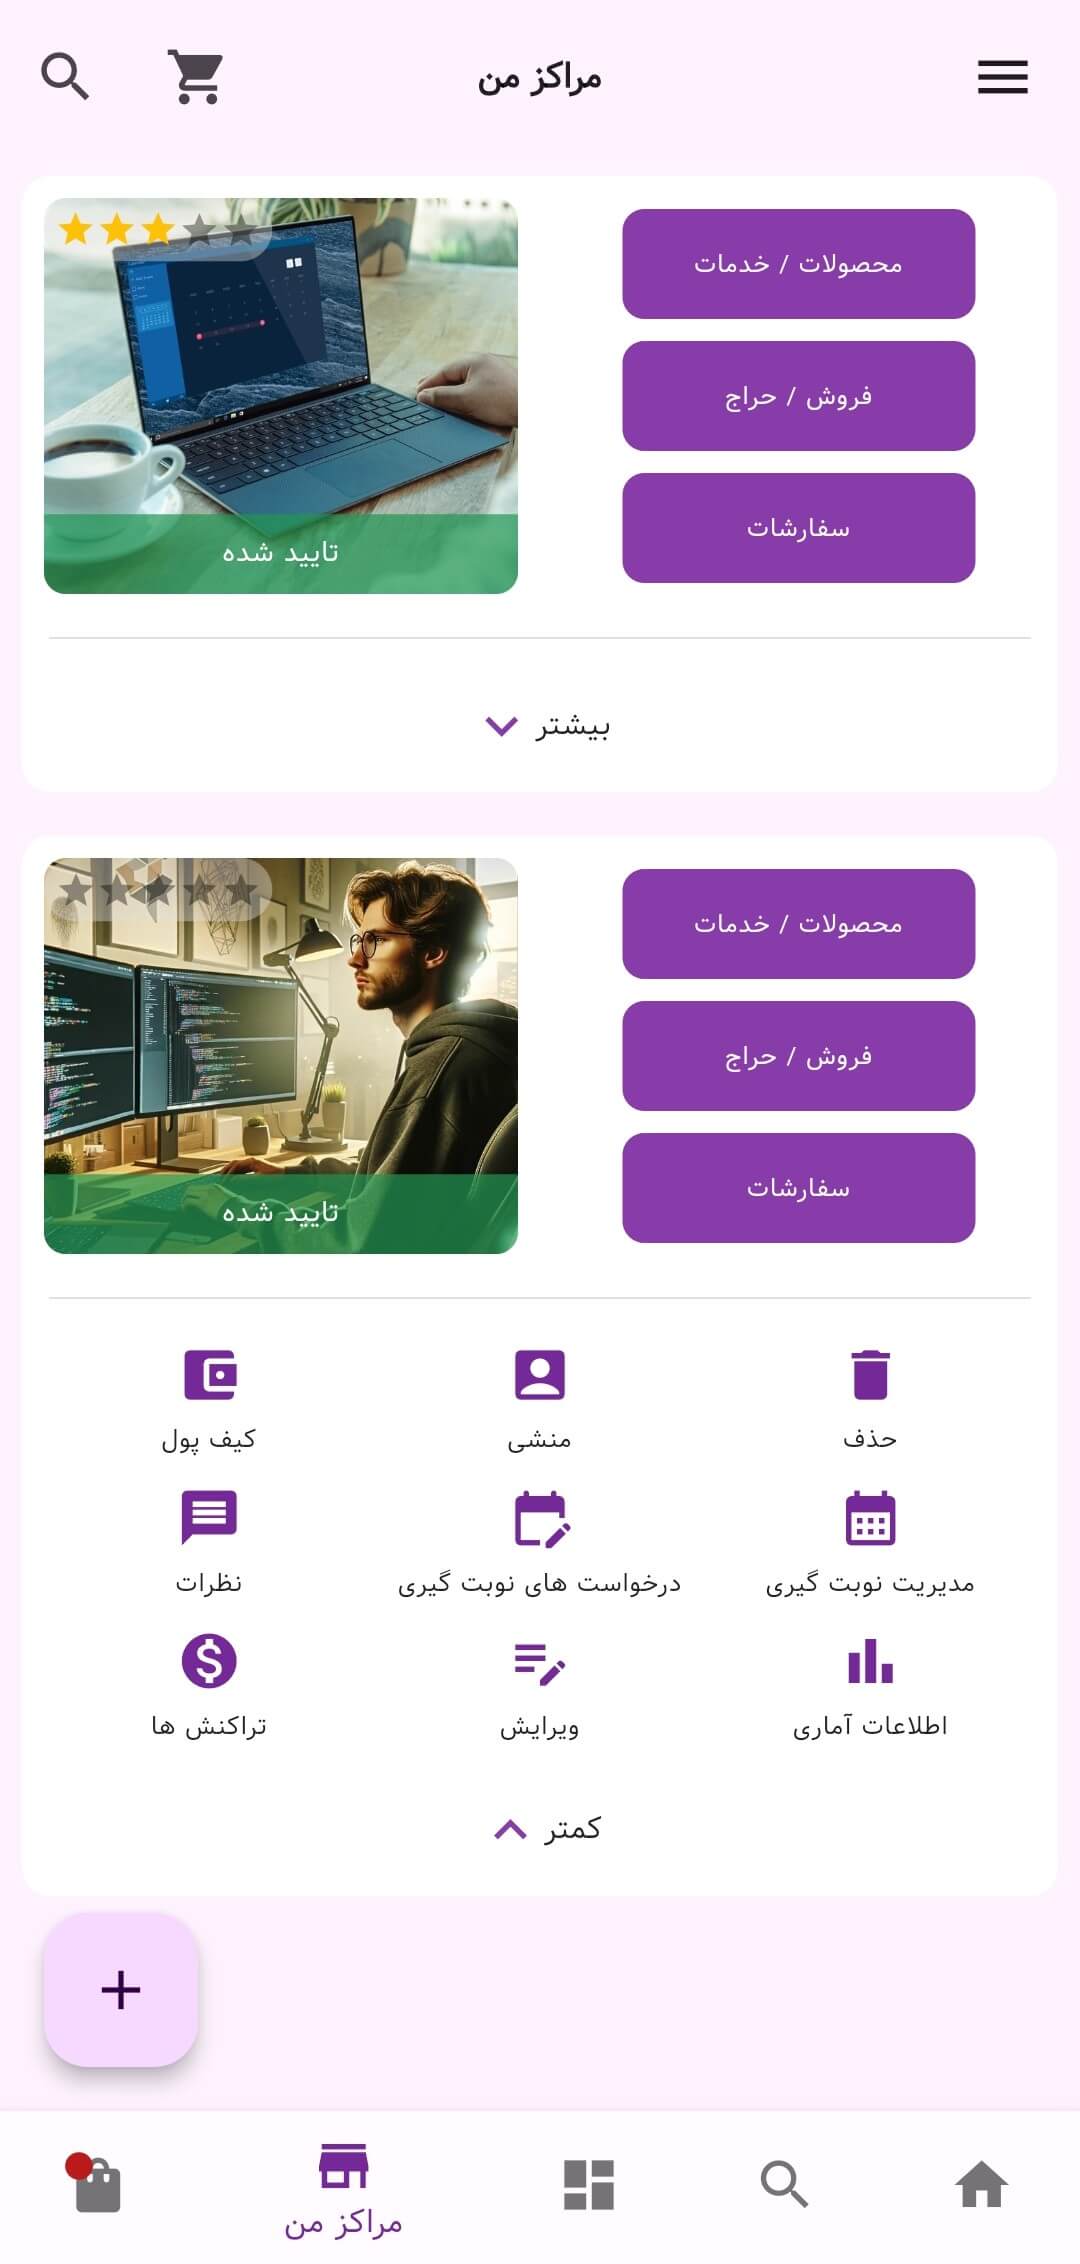 مراکز من
محصولات / خدمات
فروش / حراج
سفارشات
تایید شده
بیشتر
محصولات / خدمات
فروش / حراج
سفارشات
تایید شده
حذف
منشی
کیف پول
مدیریت نوبت گیری
درخواست های نوبت گیری
نظرات
اطلاعات آماری
ویرایش
تراکنش ها
کمتر
مراکز من